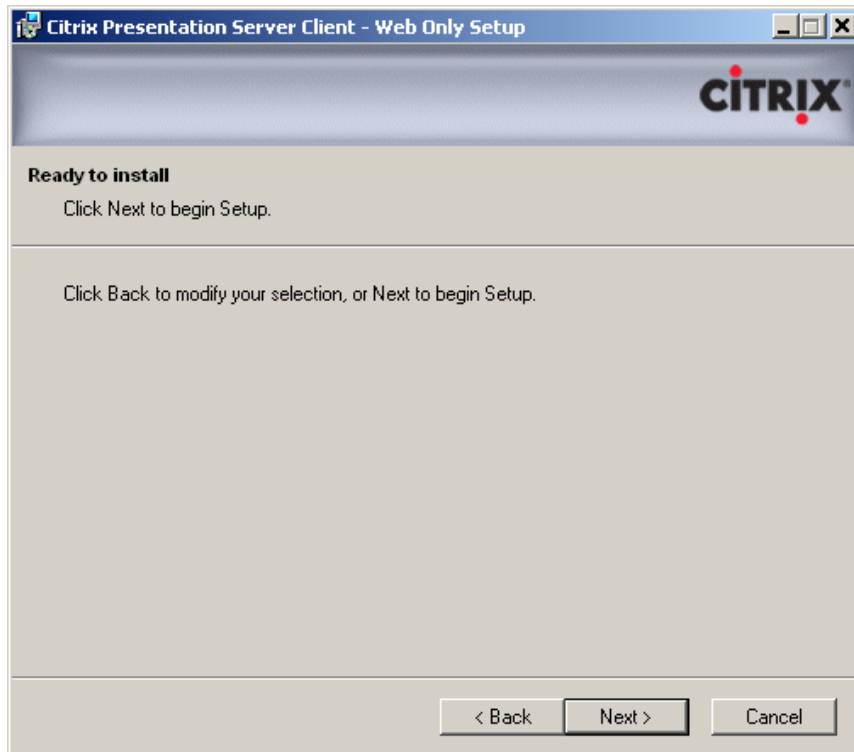 Citrix Presentation Server Client - Web Only Setup
CITRIX®
Ready to install
Click Next to begin Setup.
Click Back to modify your selection, or Next to begin Setup.
< Back Next > Cancel